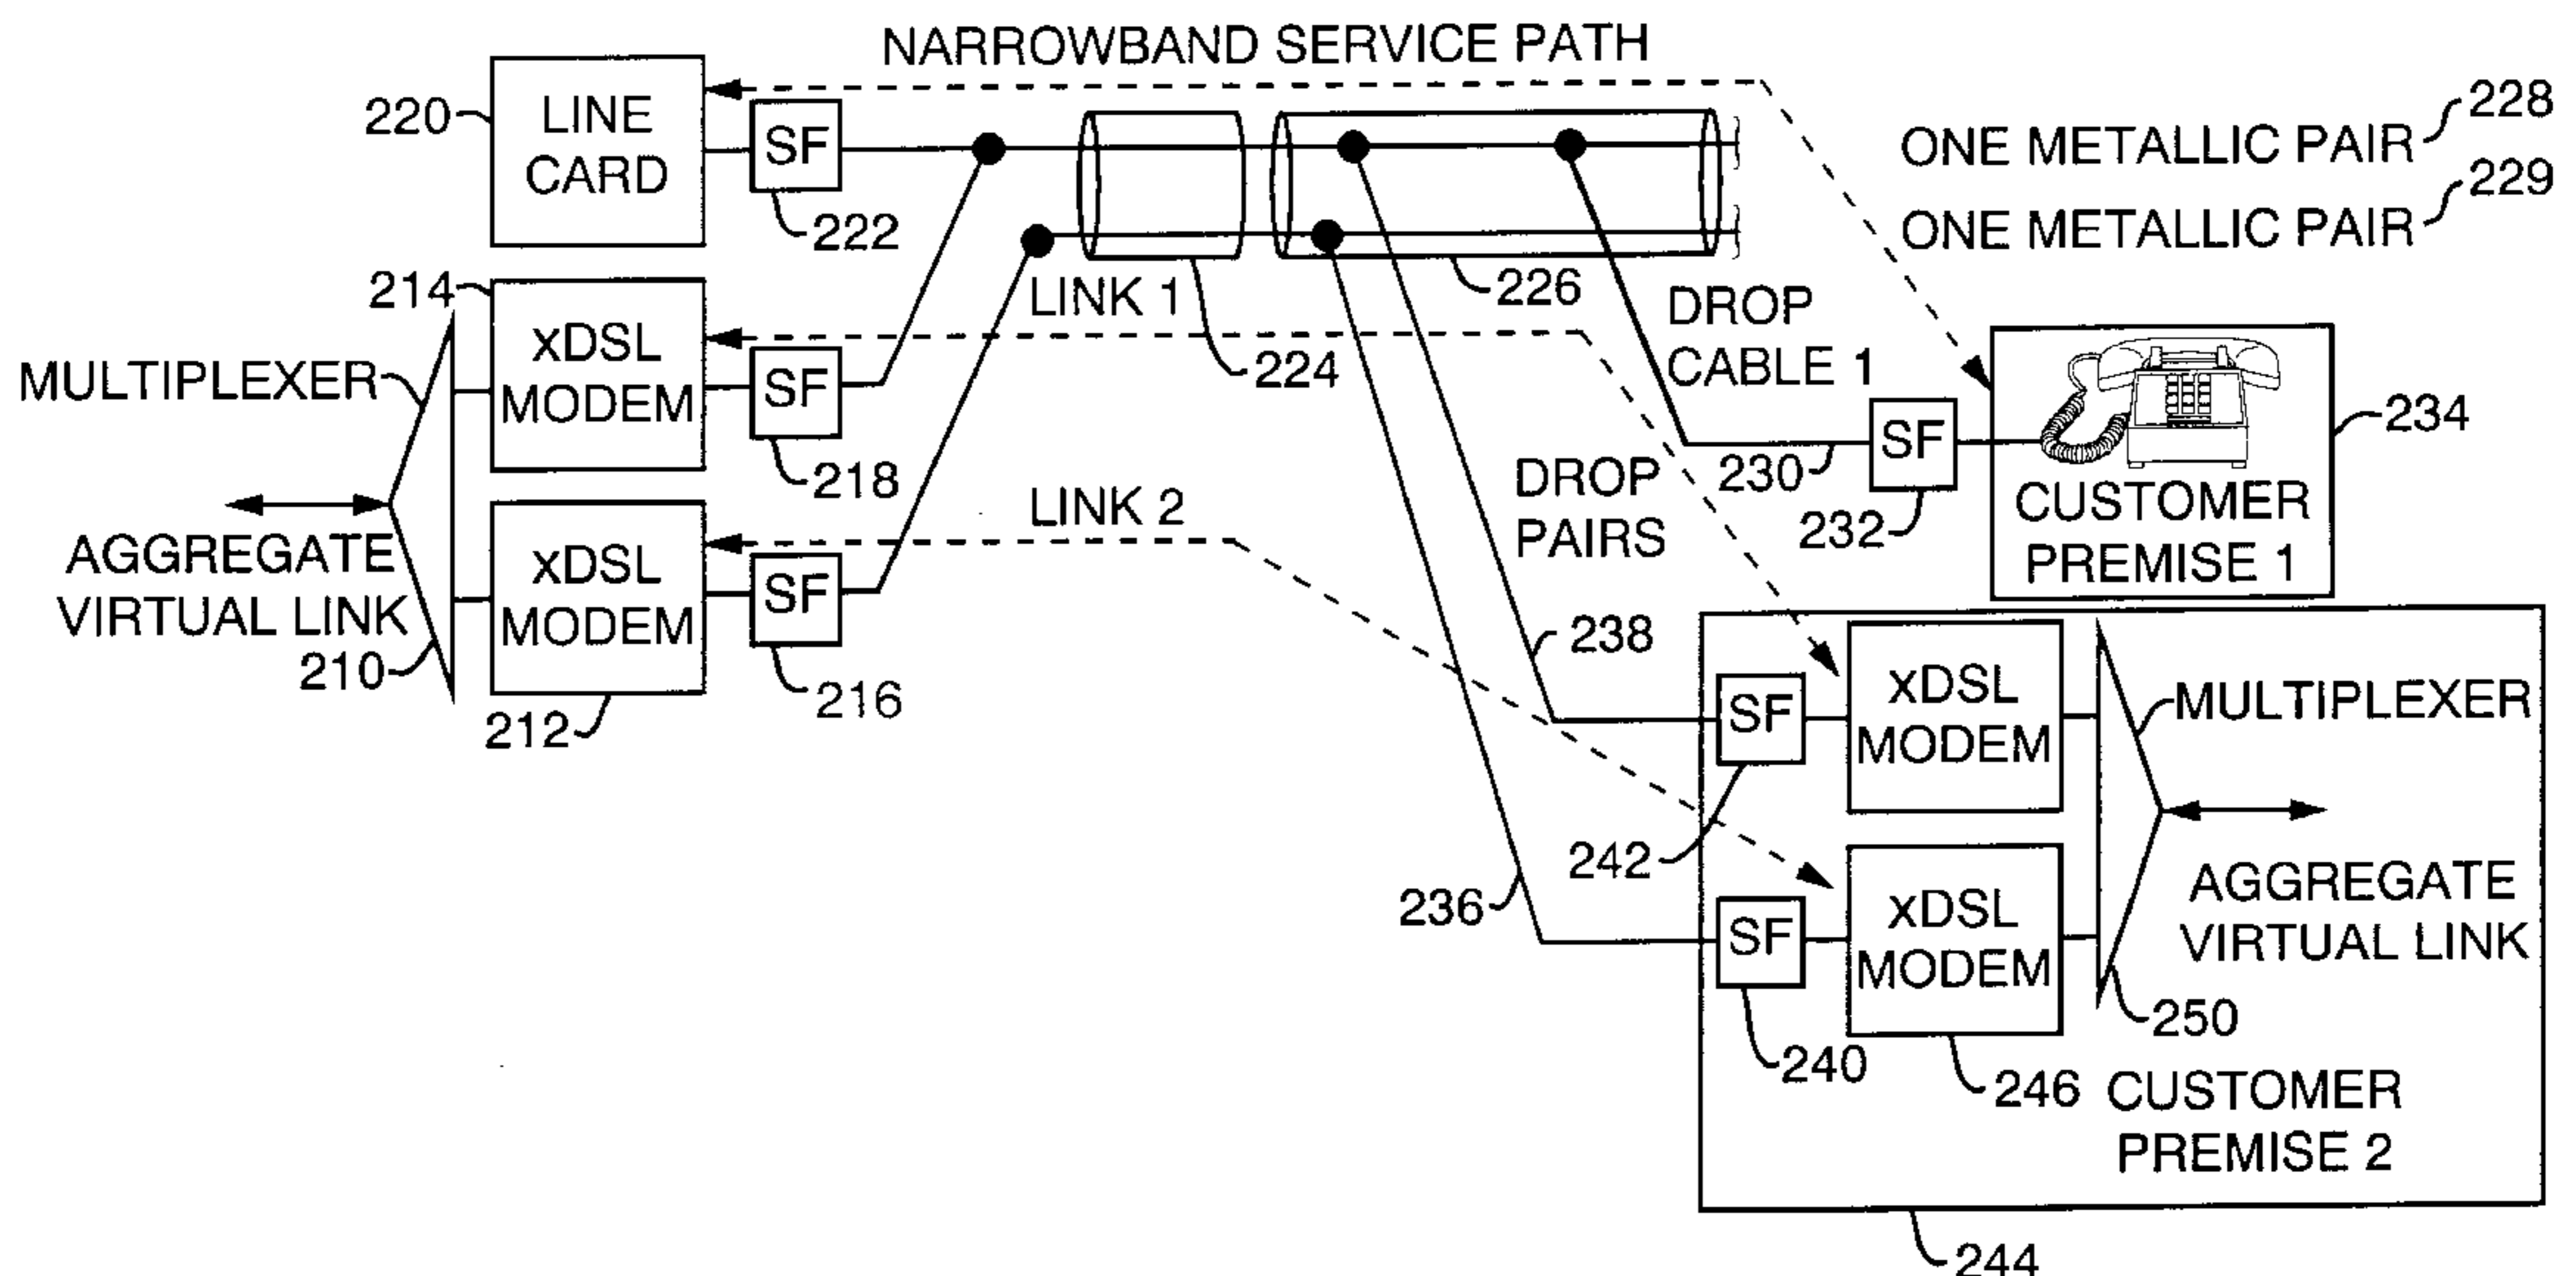 NARROWBAND SERVICE PATH
220
LINE
CARD
SF
222
ONE METALLIC PAIR
228
ONE METALLIC PAIR
229
214
xDSL
MODEM
SF
218
MULTIPLEXER
AGGREGATE
VIRTUAL LINK
210
xDSL
MODEM
212
SF
216
LINK 1
224
226
LINK 2
DROP
CABLE 1
DROP
PAIRS
230
SF
232
CUSTOMER
PREMISE 1
234
238
236
SF
242
xDSL
MODEM
MULTIPLEXER
SF
240
xDSL
MODEM
246
250
AGGREGATE
VIRTUAL LINK
CUSTOMER
PREMISE 2
244